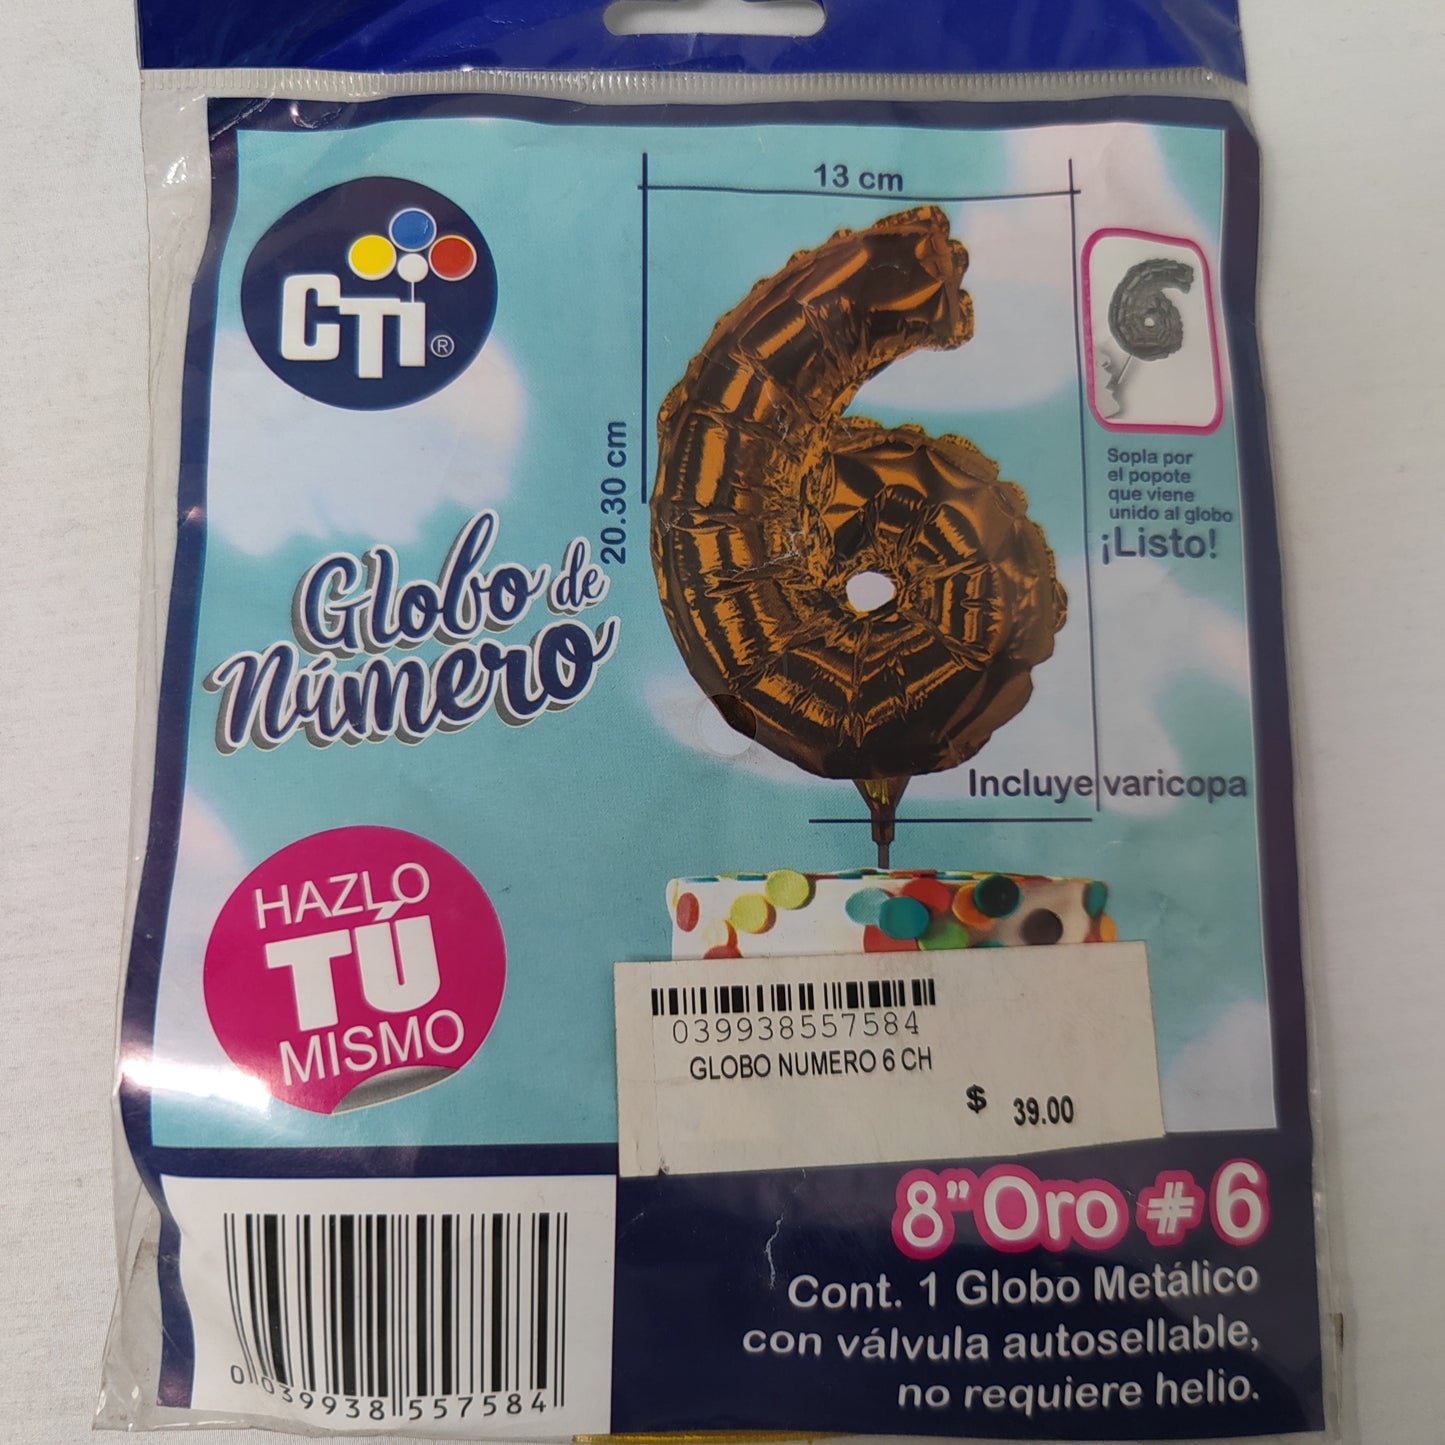 13 cm
CTI®
20.30 cm
Sopla por
el popote
que viene
unido al globo
¡Listo!
Globo de
Número
Incluye varicopa
HAZLO
TÚ
MISMO
039938557584
GLOBO NUMERO 6 CH
$ 39.00
8" Oro # 6
Cont. 1 Globo Metálico
con válvula autosellable,
no requiere helio.
0 039938 557584